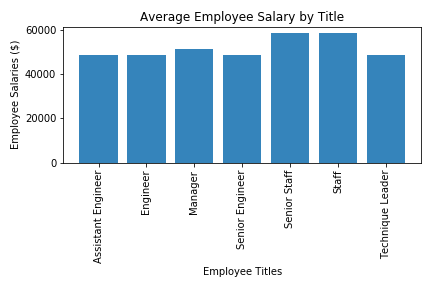 Average Employee Salary by Title
Employee Salaries ($)
60000
40000
20000
0
Assistant Engineer
Engineer
Manager
Senior Engineer
Senior Staff
Staff
Technique Leader
Employee Titles